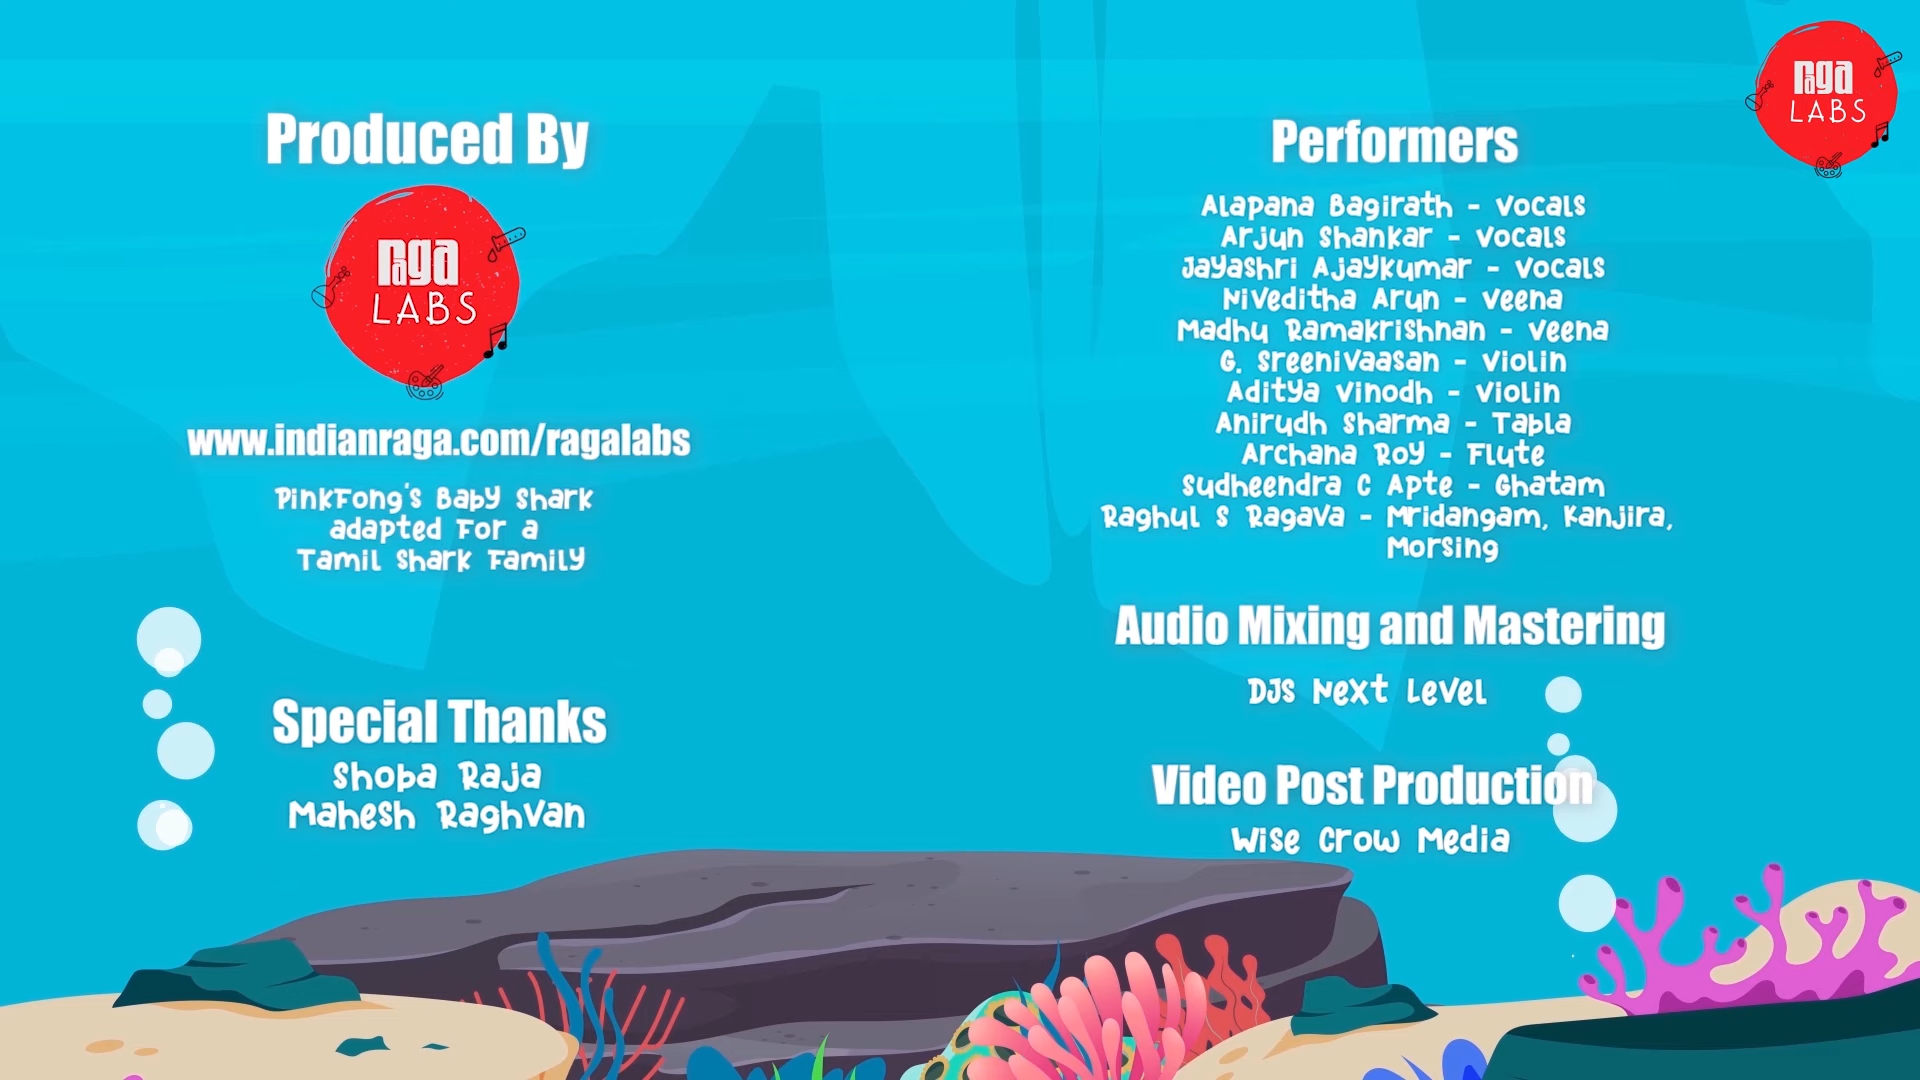 Produced By
raga
LABS
www.indianraga.com/ragalabs
PinkFong's Baby Shark
adapted For a
Tamil Shark Family
Special Thanks
Shoba Raja
Mahesh Raghvan
raga
LABS
Performers
Alapana Bagirath - Vocals
Arjun Shankar - Vocals
Jayashri Ajaykumar - Vocals
Niveditha Arun - Veena
Madhu Ramakrishnan - Veena
G. Sreenivaasan - Violin
Aditya Vinodh - Violin
Anirudh Sharma - Tabla
Archana Roy - Flute
Sudheendra C Apte - Ghatam
Raghul S Ragava - Mridangam, Kanjira,
Morsing
Audio Mixing and Mastering
DJS Next Level
Video Post Production
Wise Crow Media